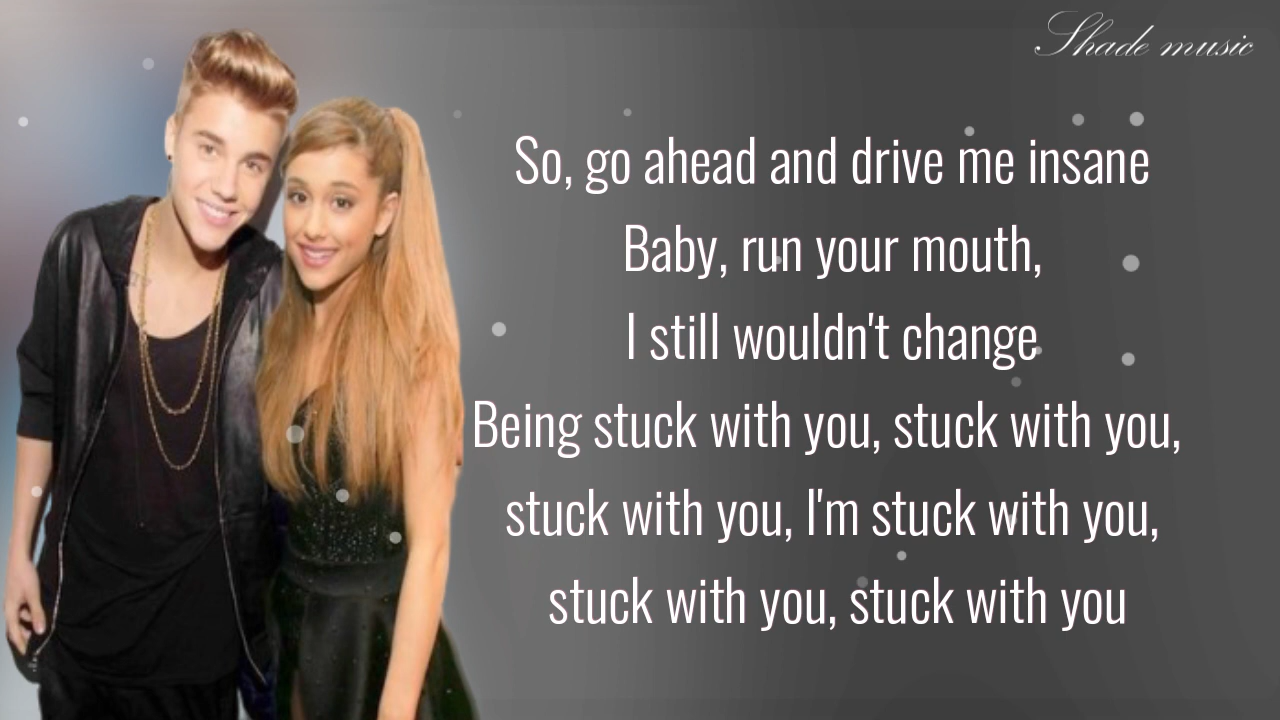 Shade music
So, go ahead and drive me insane
Baby, run your mouth,
I still wouldn't change
Being stuck with you, stuck with you,
stuck with you, I'm stuck with you,
stuck with you, stuck with you